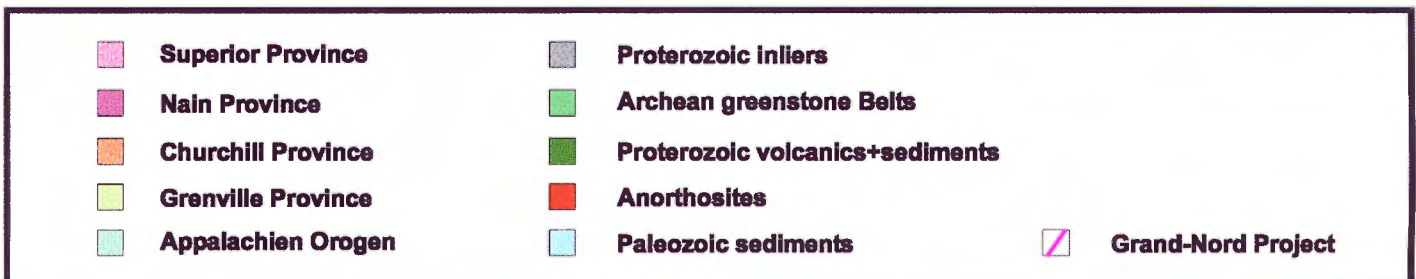 Superior Province
Nain Province
Churchill Province
Grenville Province
Appalachien Orogen
Proterozoic inliers
Archean greenstone Belts
Proterozoic volcanics+sediments
Anorthosites
Paleozoic sediments
Grand-Nord Project